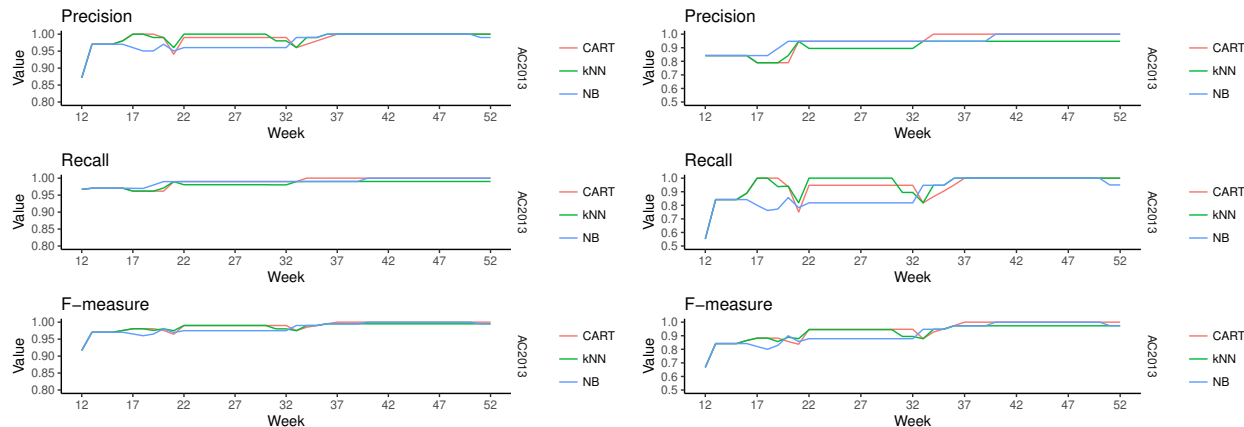 Precision
1.00
0.95
0.90
0.85
0.80
Value
12 17 22 27 32 37 42 47 52
Week
AC2013
CART
kNN
NB
Precision
1.0
0.9
0.8
0.7
0.6
0.5
Value
12 17 22 27 32 37 42 47 52
Week
AC2013
CART
kNN
NB
Recall
1.00
0.95
0.90
0.85
0.80
Value
12 17 22 27 32 37 42 47 52
Week
AC2013
CART
kNN
NB
Recall
1.0
0.9
0.8
0.7
0.6
0.5
Value
12 17 22 27 32 37 42 47 52
Week
AC2013
CART
kNN
NB
F−measure
1.00
0.95
0.90
0.85
0.80
Value
12 17 22 27 32 37 42 47 52
Week
AC2013
CART
kNN
NB
F−measure
1.0
0.9
0.8
0.7
0.6
0.5
Value
12 17 22 27 32 37 42 47 52
Week
AC2013
CART
kNN
NB